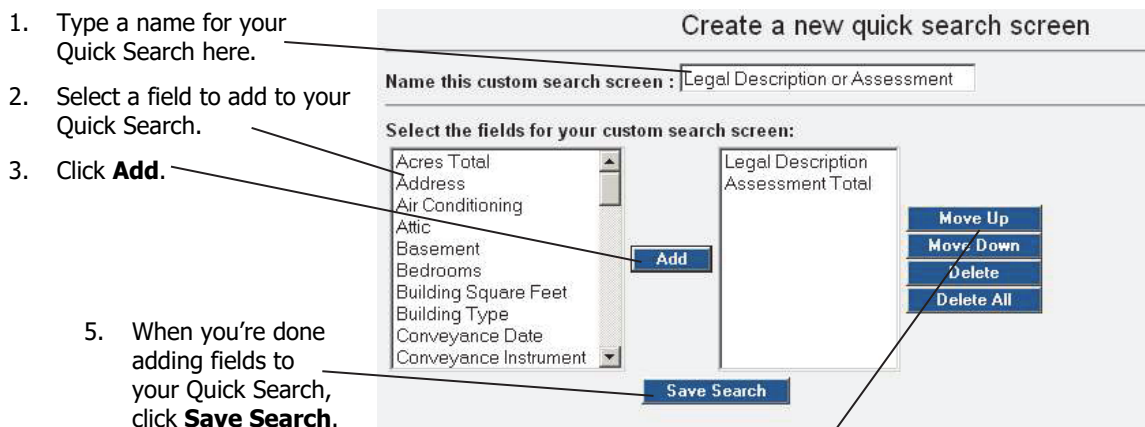 1. Type a name for your
Quick Search here.
2. Select a field to add to your
Quick Search.
3. Click Add.
5. When you're done
adding fields to
your Quick Search,
click Save Search.
Create a new quick search screen
Name this custom search screen : Legal Description or Assessment
Select the fields for your custom search screen:
Acres Total
Address
Air Conditioning
Attic
Basement
Bedrooms
Building Square Feet
Building Type
Conveyance Date
Conveyance Instrument
Add
Legal Description
Assessment Total
Move Up
Move Down
Delete
Delete All
Save Search